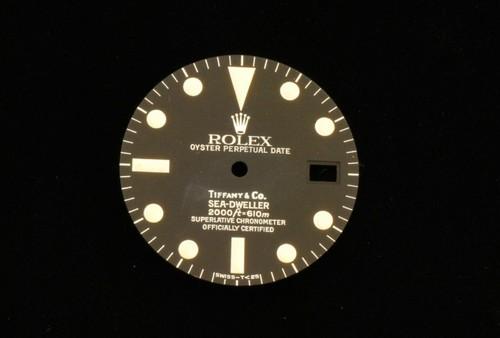 ROLEX
OYSTER PERPETUAL DATE
TIFFANY & CO.
SEA-DWELLER
2000ft=610m
SUPERLATIVE CHRONOMETER
OFFICIALLY CERTIFIED
SWISS-T<25